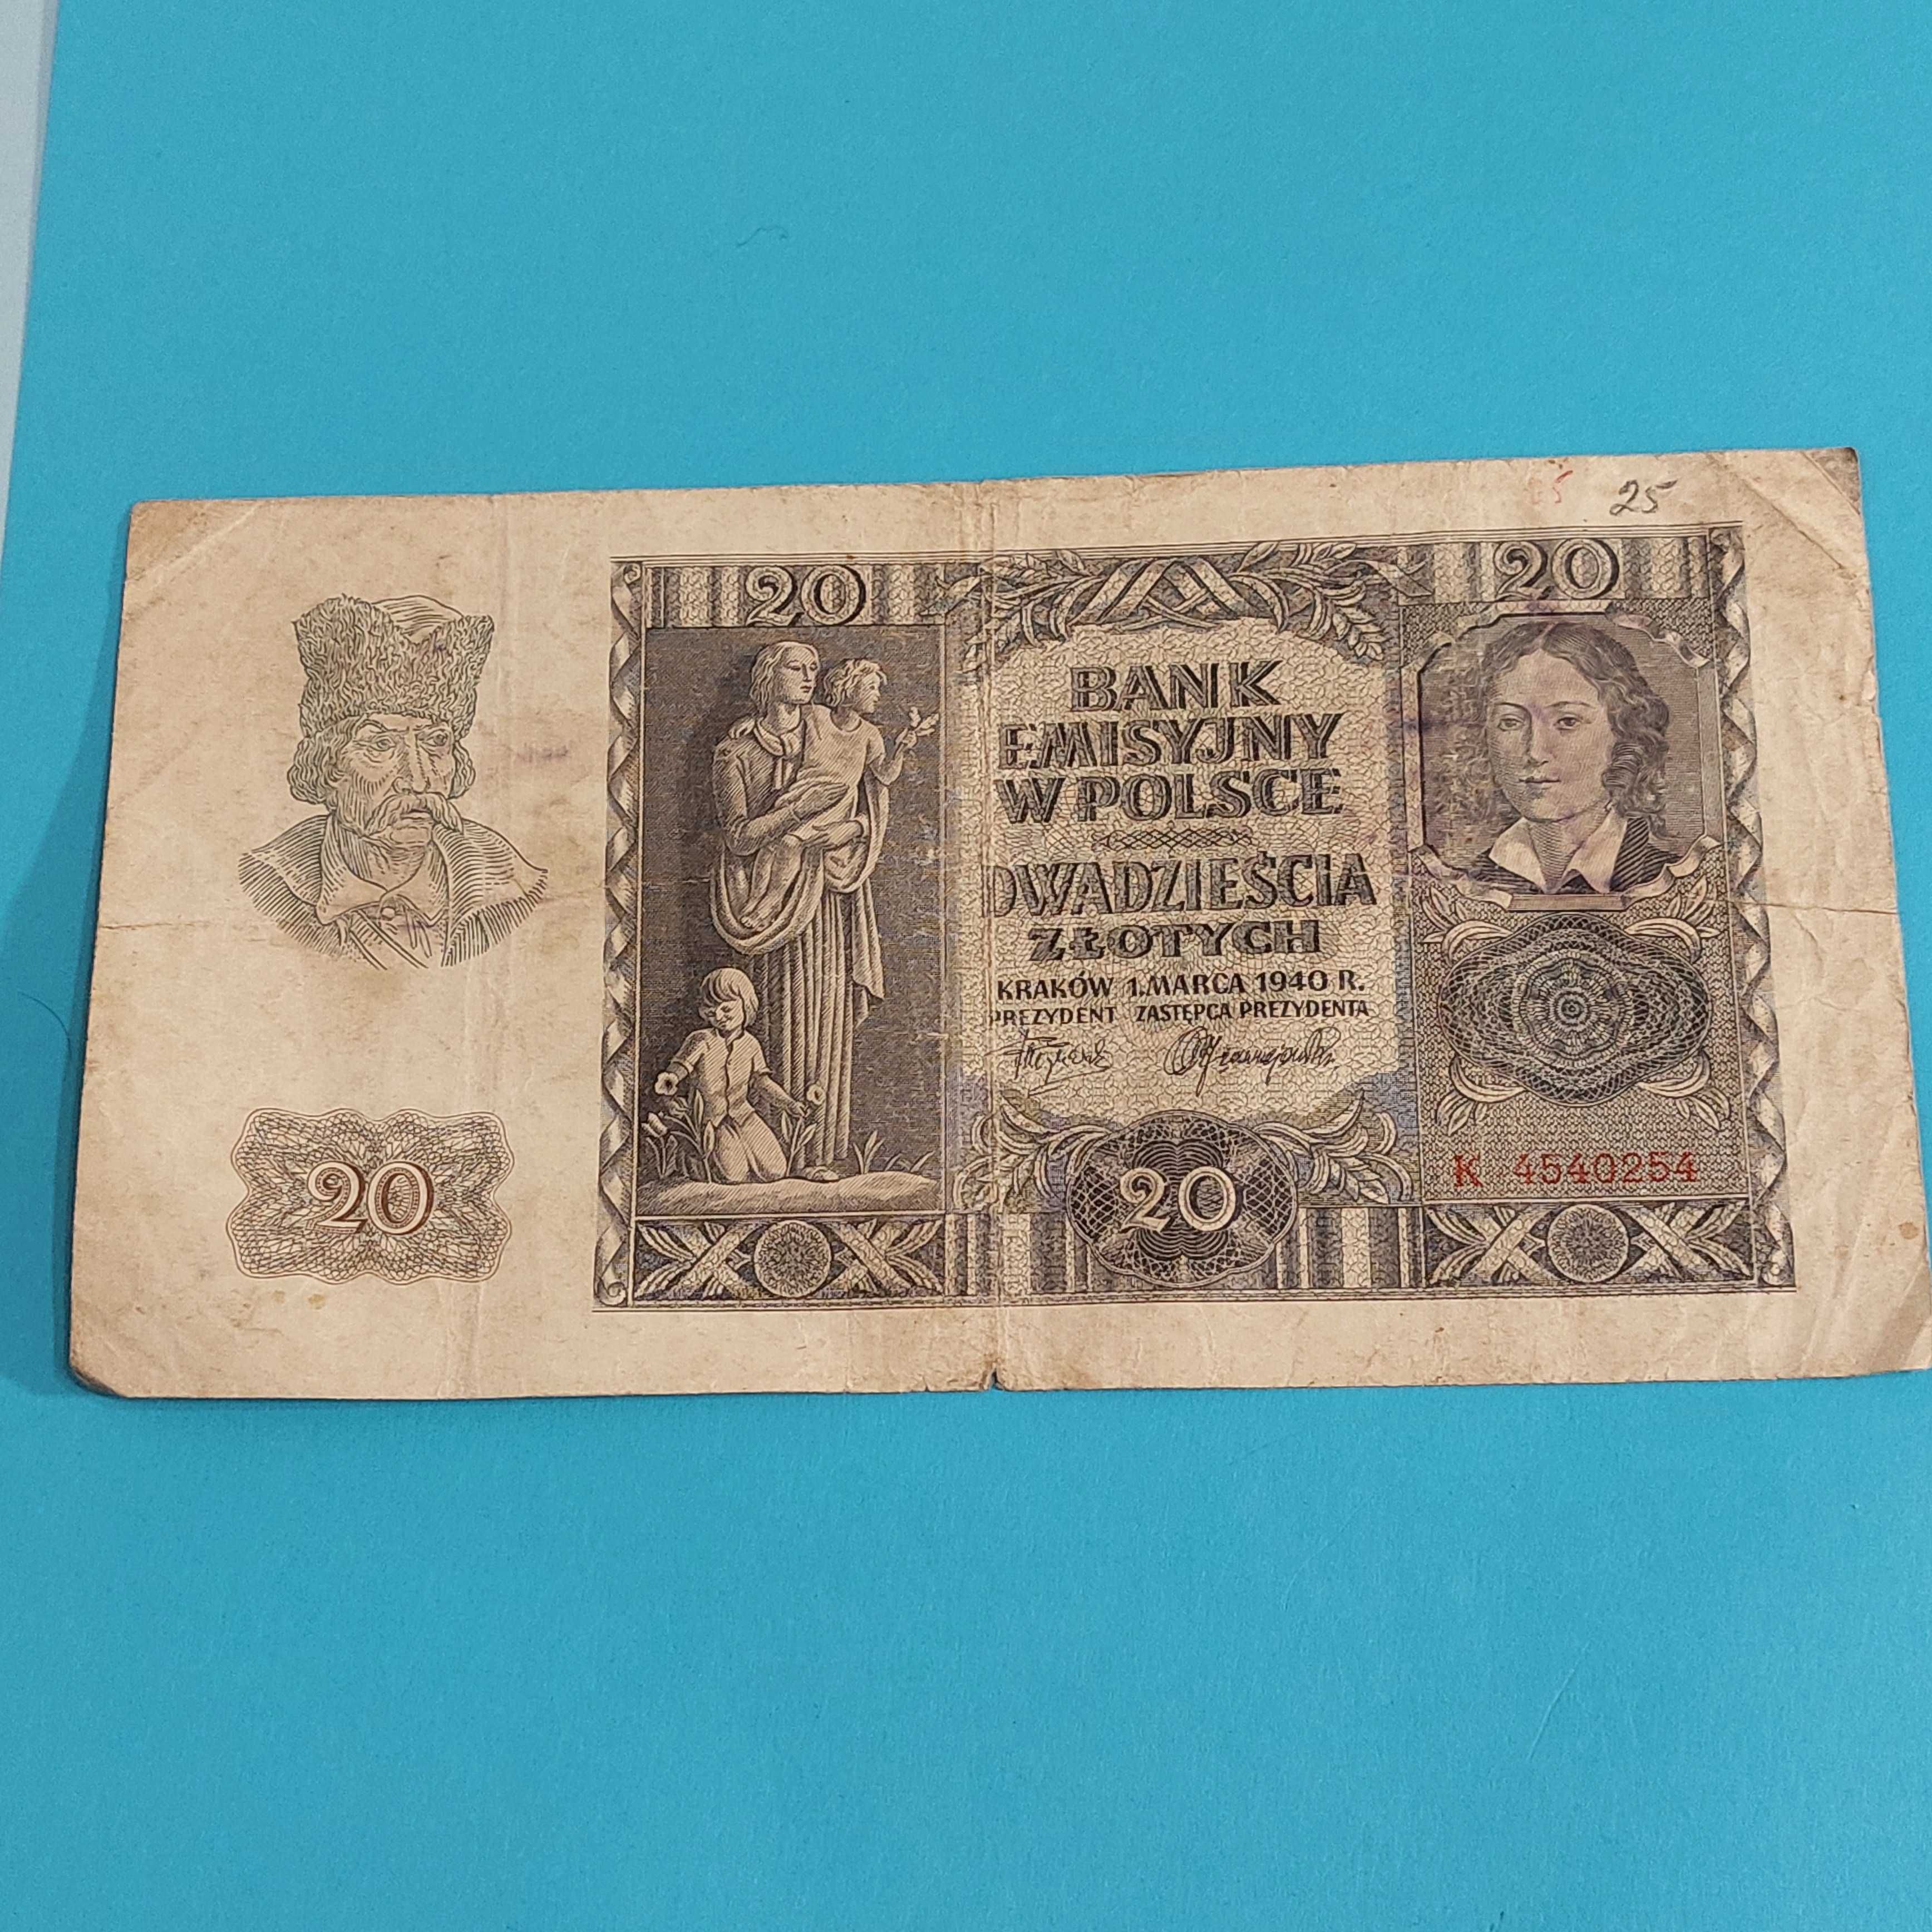 25
20
20
BANK
EMISYJNY
W POLSCE
DWADZIEŚCIA
ZŁOTYCH
KRAKÓW 1.MARCA 1940 R.
PREZYDENT ZASTĘPCA PREZYDENTA
20
20
K 4540254